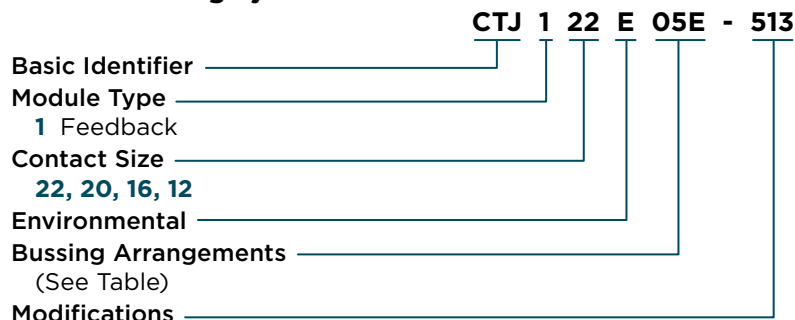 CTJ 1 22 E 05E - 513
Basic Identifier
Module Type
1 Feedback
Contact Size
22, 20, 16, 12
Environmental
Bussing Arrangements
(See Table)
Modifications